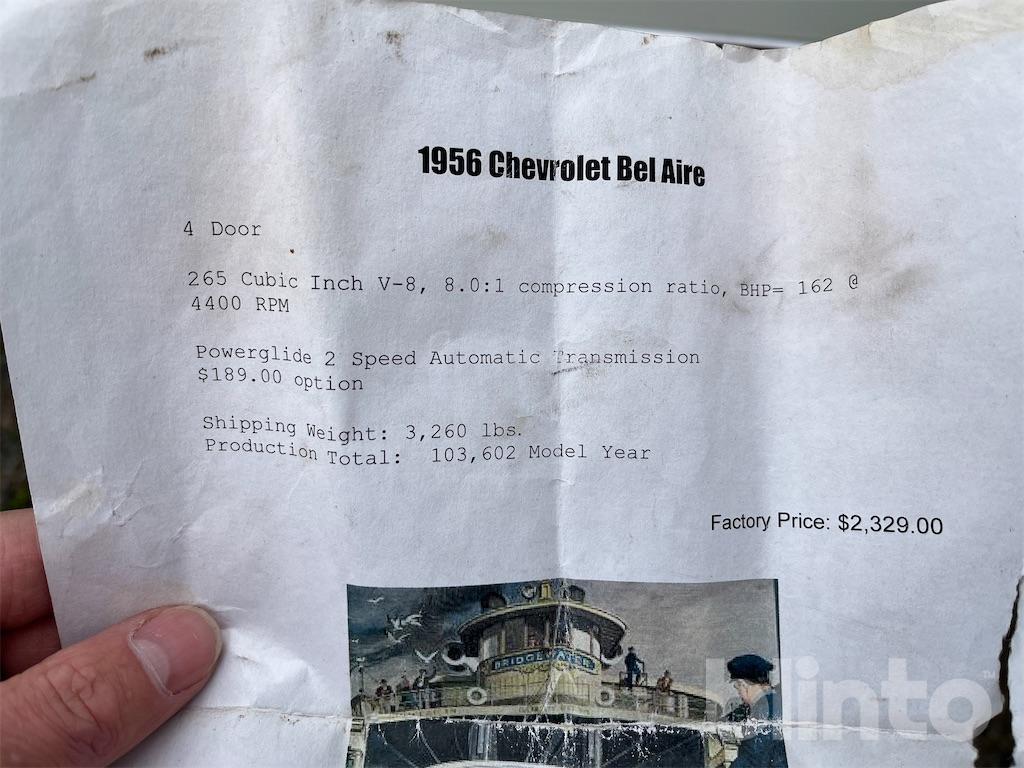 1956 Chevrolet Bel Aire
4 Door
265 Cubic Inch V-8, 8.0:1 compression ratio, BHP= 162 @
4400 RPM
Powerglide 2 Speed Automatic Transmission
$189.00 option
Shipping Weight: 3,260 lbs.
Production Total: 103,602 Model Year
Factory Price: $2,329.00
BRIDGEWATER
blinto™